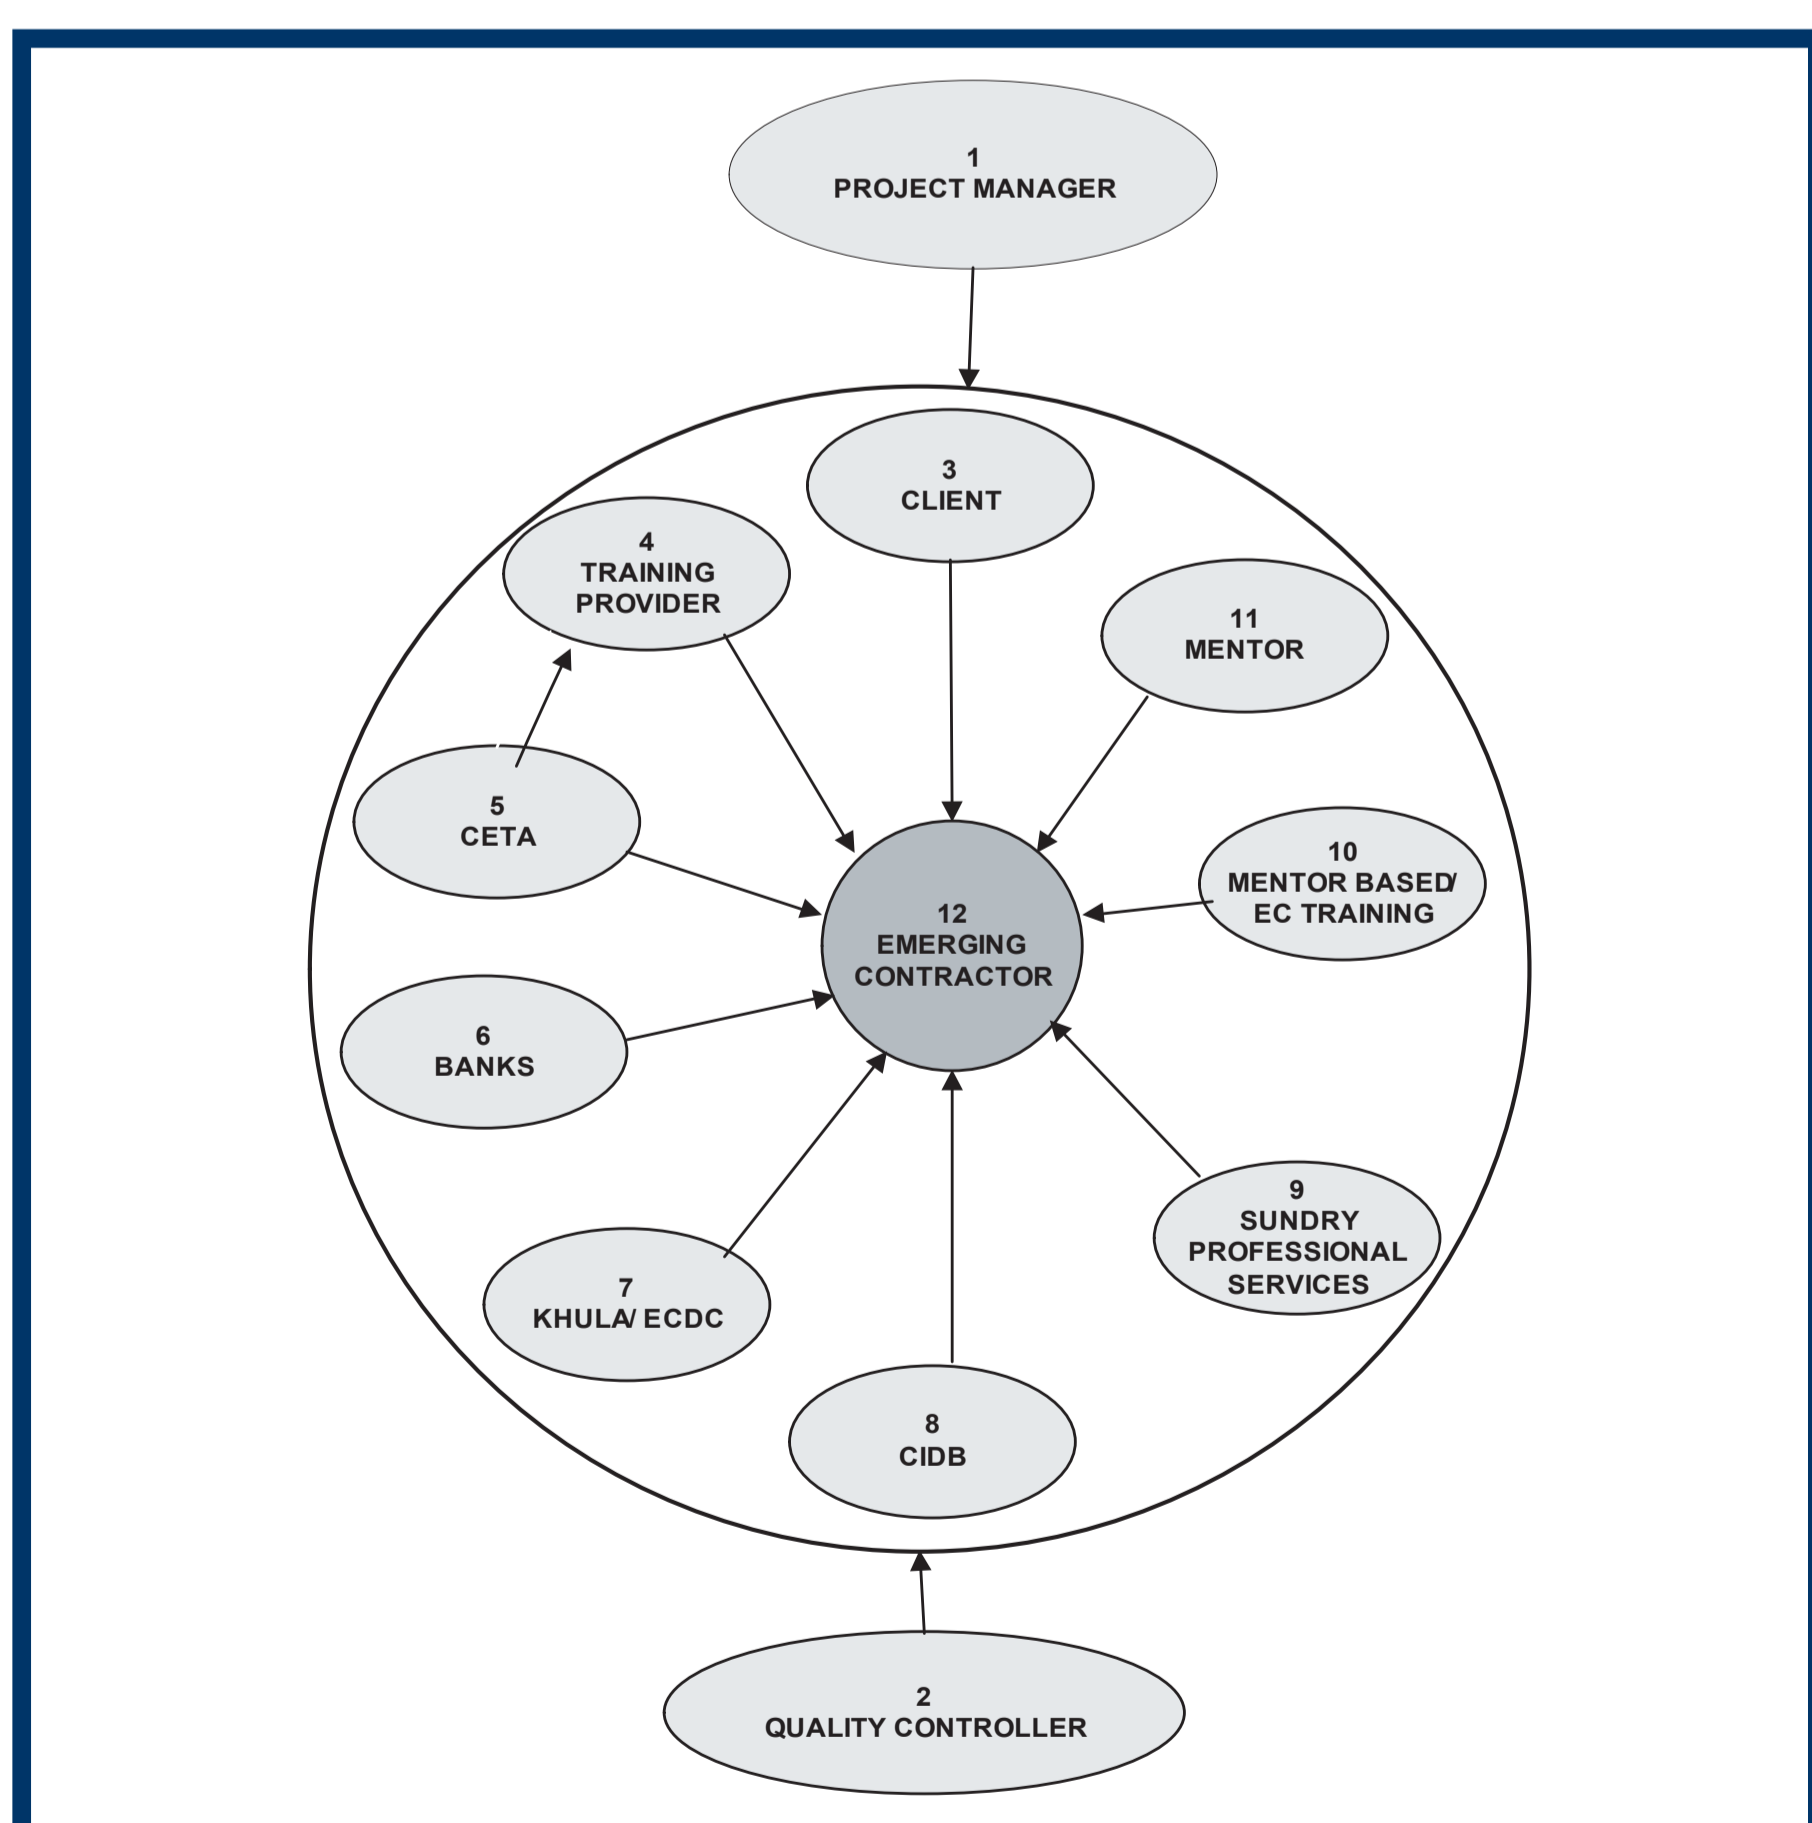 1
PROJECT MANAGER
3
CLIENT
4
TRAINING
PROVIDER
11
MENTOR
5
CETA
10
MENTOR BASED/
EC TRAINING
12
EMERGING
CONTRACTOR
6
BANKS
9
SUNDRY
PROFESSIONAL
SERVICES
7
KHULA/ ECDC
8
CIDB
2
QUALITY CONTROLLER